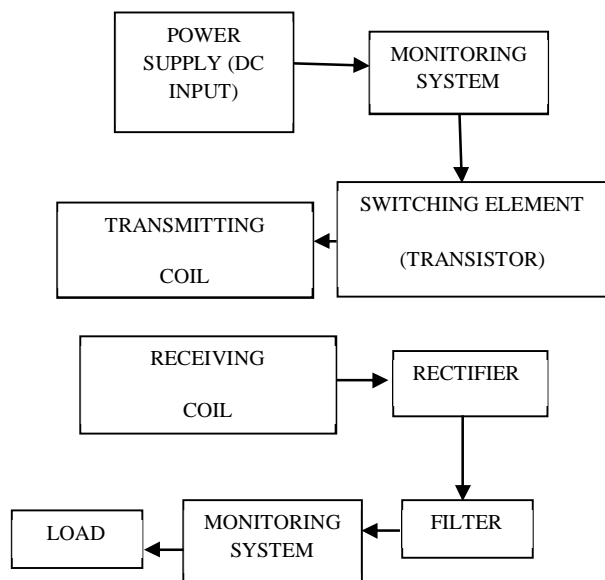 POWER
SUPPLY (DC
INPUT)
MONITORING
SYSTEM
SWITCHING ELEMENT
(TRANSISTOR)
TRANSMITTING
COIL
RECEIVING
COIL
RECTIFIER
FILTER
MONITORING
SYSTEM
LOAD